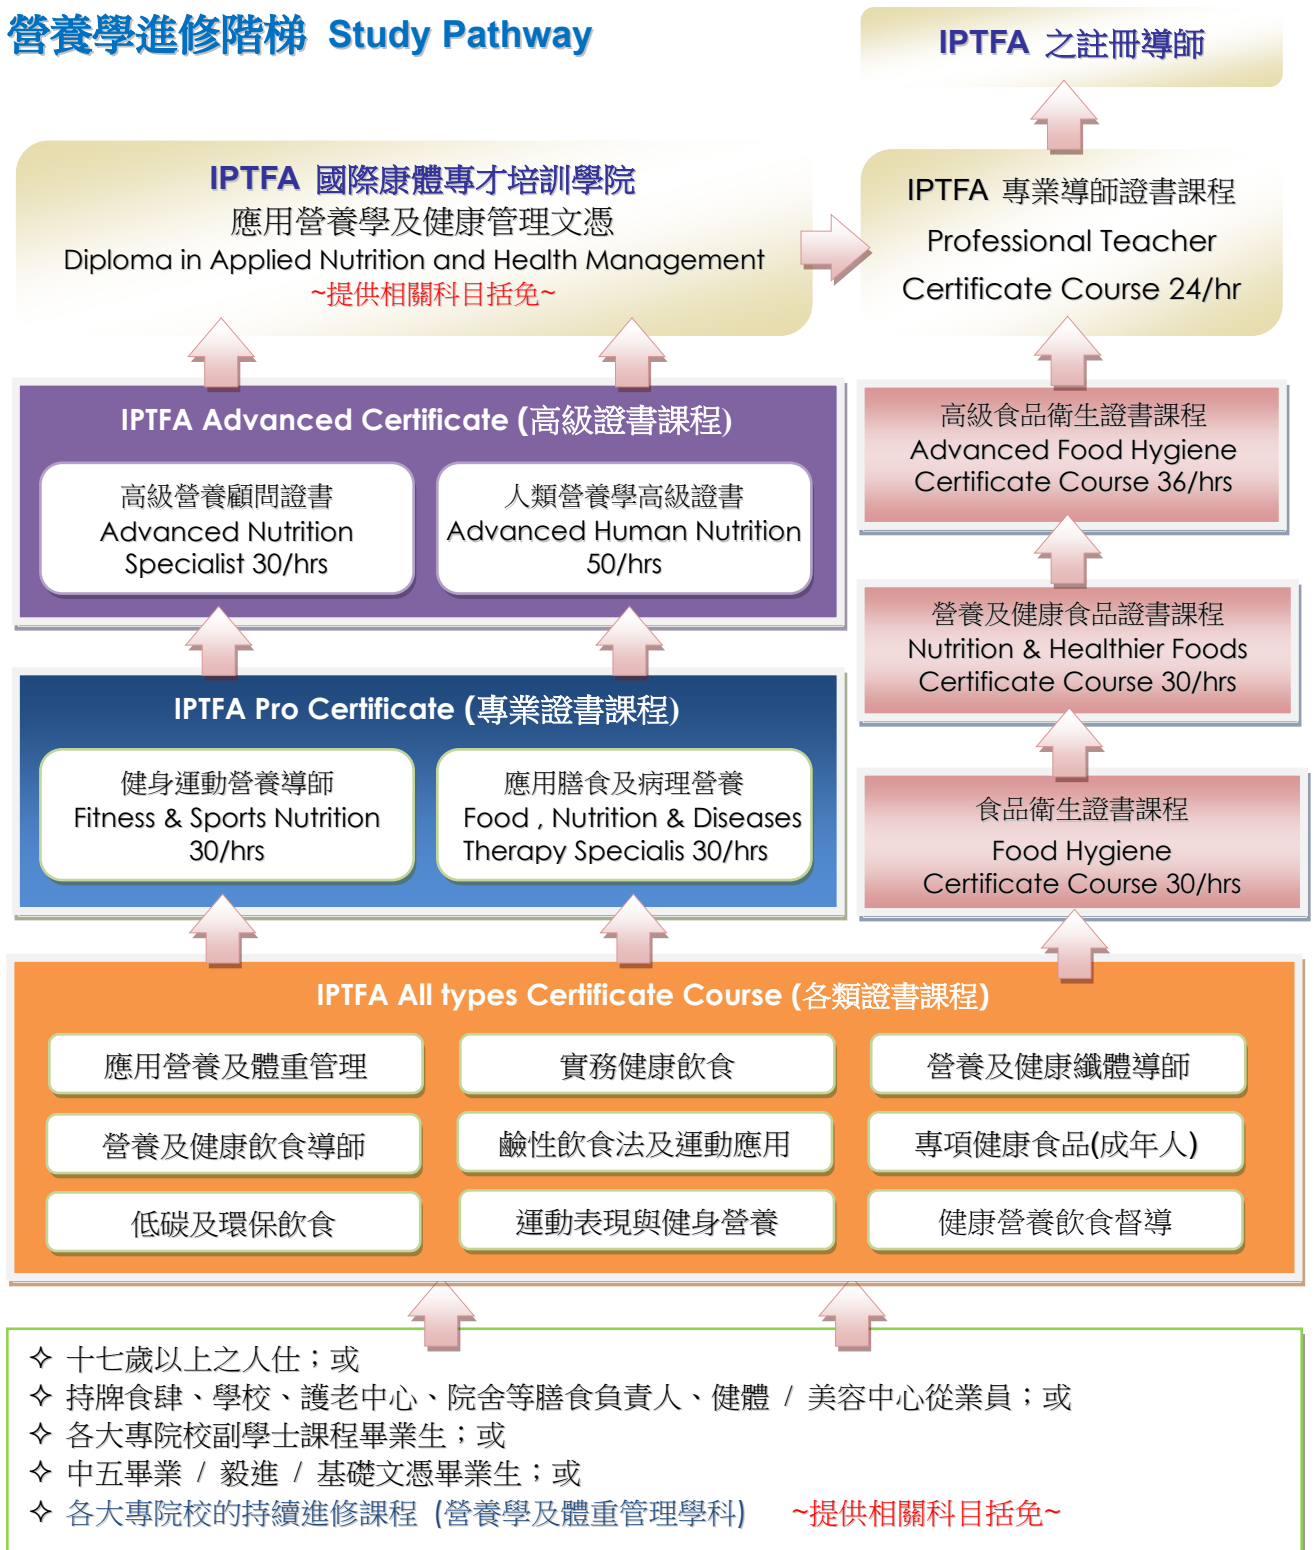 營養學進修階梯 Study Pathway
IPTFA 之註冊導師
IPTFA 國際康體專才培訓學院
應用營養學及健康管理文憑
Diploma in Applied Nutrition and Health Management
~提供相關科目括免~
IPTFA 專業導師證書課程
Professional Teacher
Certificate Course 24/hr
IPTFA Advanced Certificate (高級證書課程)
高級營養顧問證書
Advanced Nutrition
Specialist 30/hrs
人類營養學高級證書
Advanced Human Nutrition
50/hrs
高級食品衛生證書課程
Advanced Food Hygiene
Certificate Course 36/hrs
營養及健康食品證書課程
Nutrition & Healthier Foods
Certificate Course 30/hrs
IPTFA Pro Certificate (專業證書課程)
健身運動營養導師
Fitness & Sports Nutrition
30/hrs
應用膳食及病理營養
Food , Nutrition & Diseases
Therapy Specialis 30/hrs
食品衛生證書課程
Food Hygiene
Certificate Course 30/hrs
IPTFA All types Certificate Course (各類證書課程)
應用營養及體重管理
實務健康飲食
營養及健康纖體導師
營養及健康飲食導師
鹼性飲食法及運動應用
專項健康食品(成年人)
低碳及環保飲食
運動表現與健身營養
健康營養飲食督導
✧ 十七歲以上之人仕；或
✧ 持牌食肆、學校、護老中心、院舍等膳食負責人、健體 / 美容中心從業員；或
✧ 各大專院校副學士課程畢業生；或
✧ 中五畢業 / 毅進 / 基礎文憑畢業生；或
✧ 各大專院校的持續進修課程 (營養學及體重管理學科) ~提供相關科目括免~